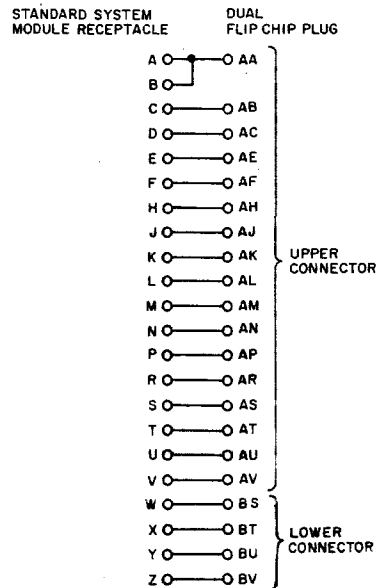 STANDARD SYSTEM
MODULE RECEPTACLE
DUAL
FLIP CHIP PLUG
A AA
B
C AB
D AC
E AE
F AF
H AH
J AJ
K AK
L AL
M AM
N AN
P AP
R AR
S AS
T AT
U AU
V AV
UPPER
CONNECTOR
W BS
X BT
Y BU
Z BV
LOWER
CONNECTOR